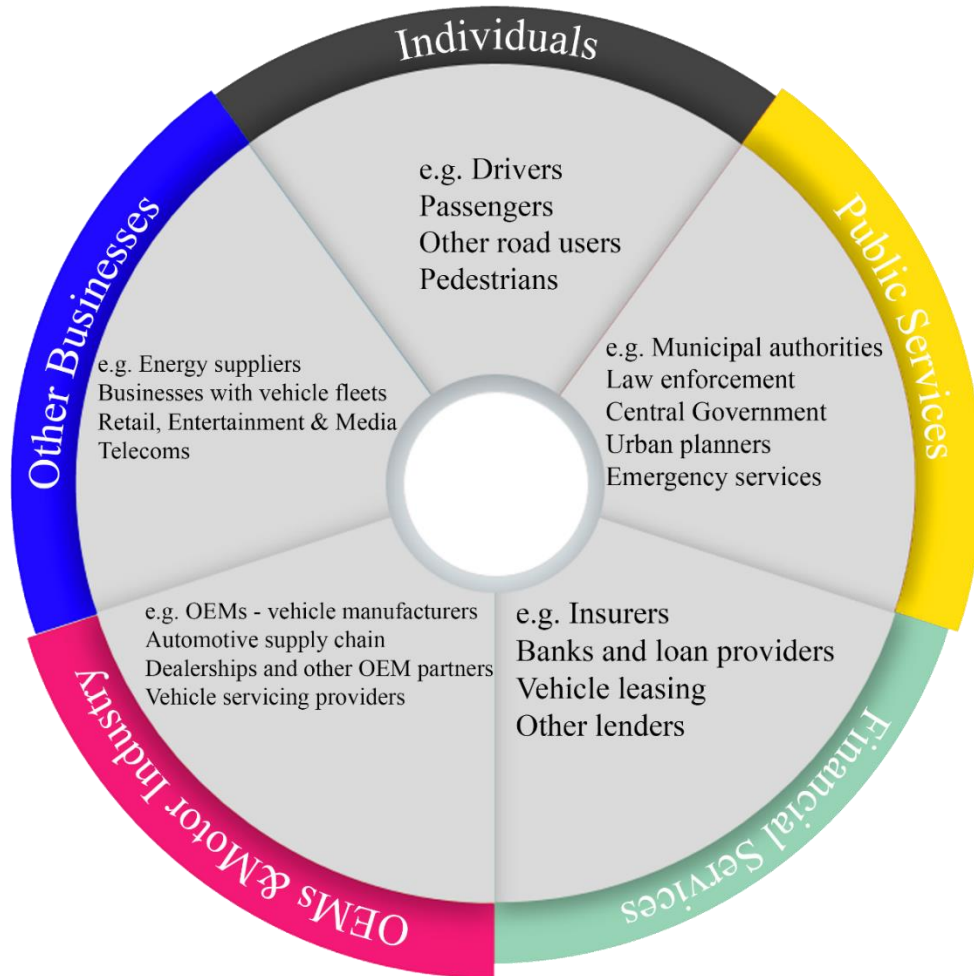 Individuals
e.g. Drivers
Passengers
Other road users
Pedestrians
Public Services
e.g. Municipal authorities
Law enforcement
Central Government
Urban planners
Emergency services
Financial Services
e.g. Insurers
Banks and loan providers
Vehicle leasing
Other lenders
OEMs &Motor Industry
e.g. OEMs - vehicle manufacturers
Automotive supply chain
Dealerships and other OEM partners
Vehicle servicing providers
Other Businesses
e.g. Energy suppliers
Businesses with vehicle fleets
Retail, Entertainment & Media
Telecoms